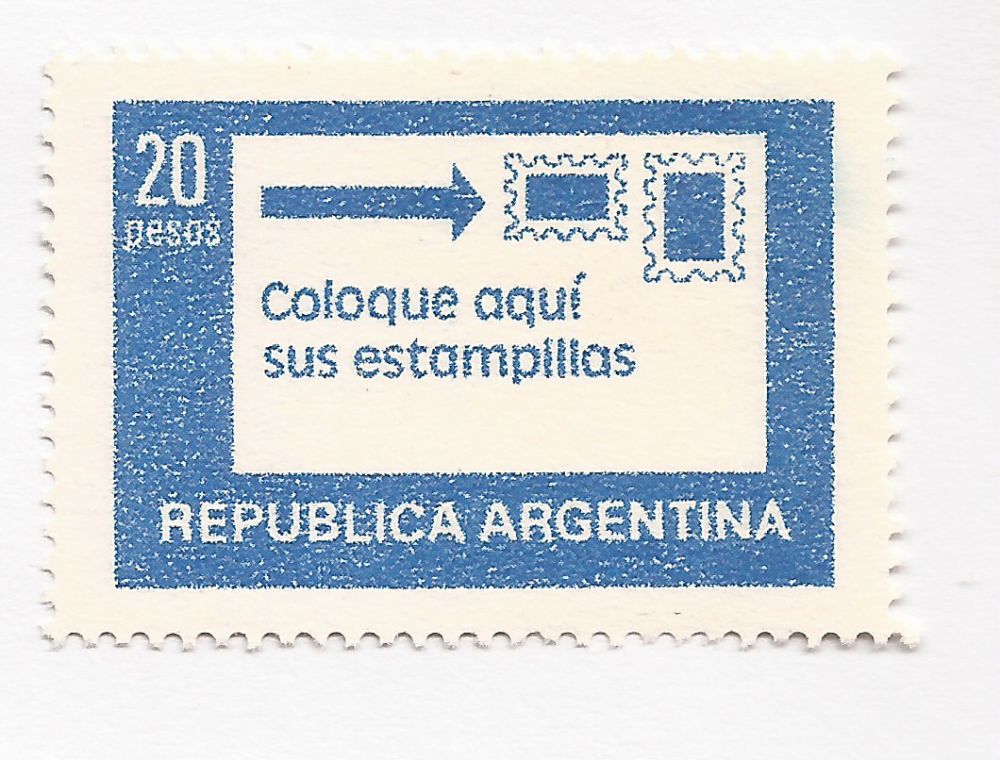 20
pesos
Coloque aquí
sus estampillas
REPUBLICA ARGENTINA